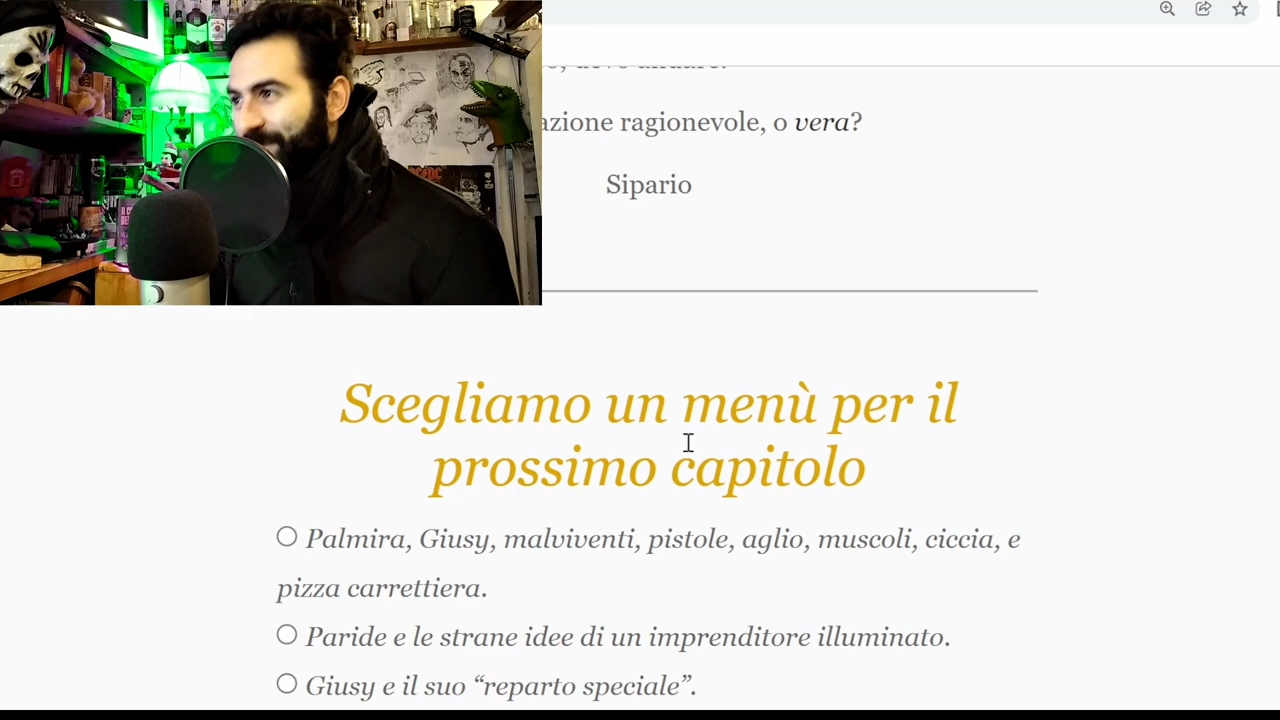 azione ragionevole, o vera?
Sipario
Scegliamo un menù per il
prossimo capitolo
Palmira, Giusy, malviventi, pistole, aglio, muscoli, ciccia, e
pizza carrettiera.
Paride e le strane idee di un imprenditore illuminato.
Giusy e il suo “reparto speciale”.